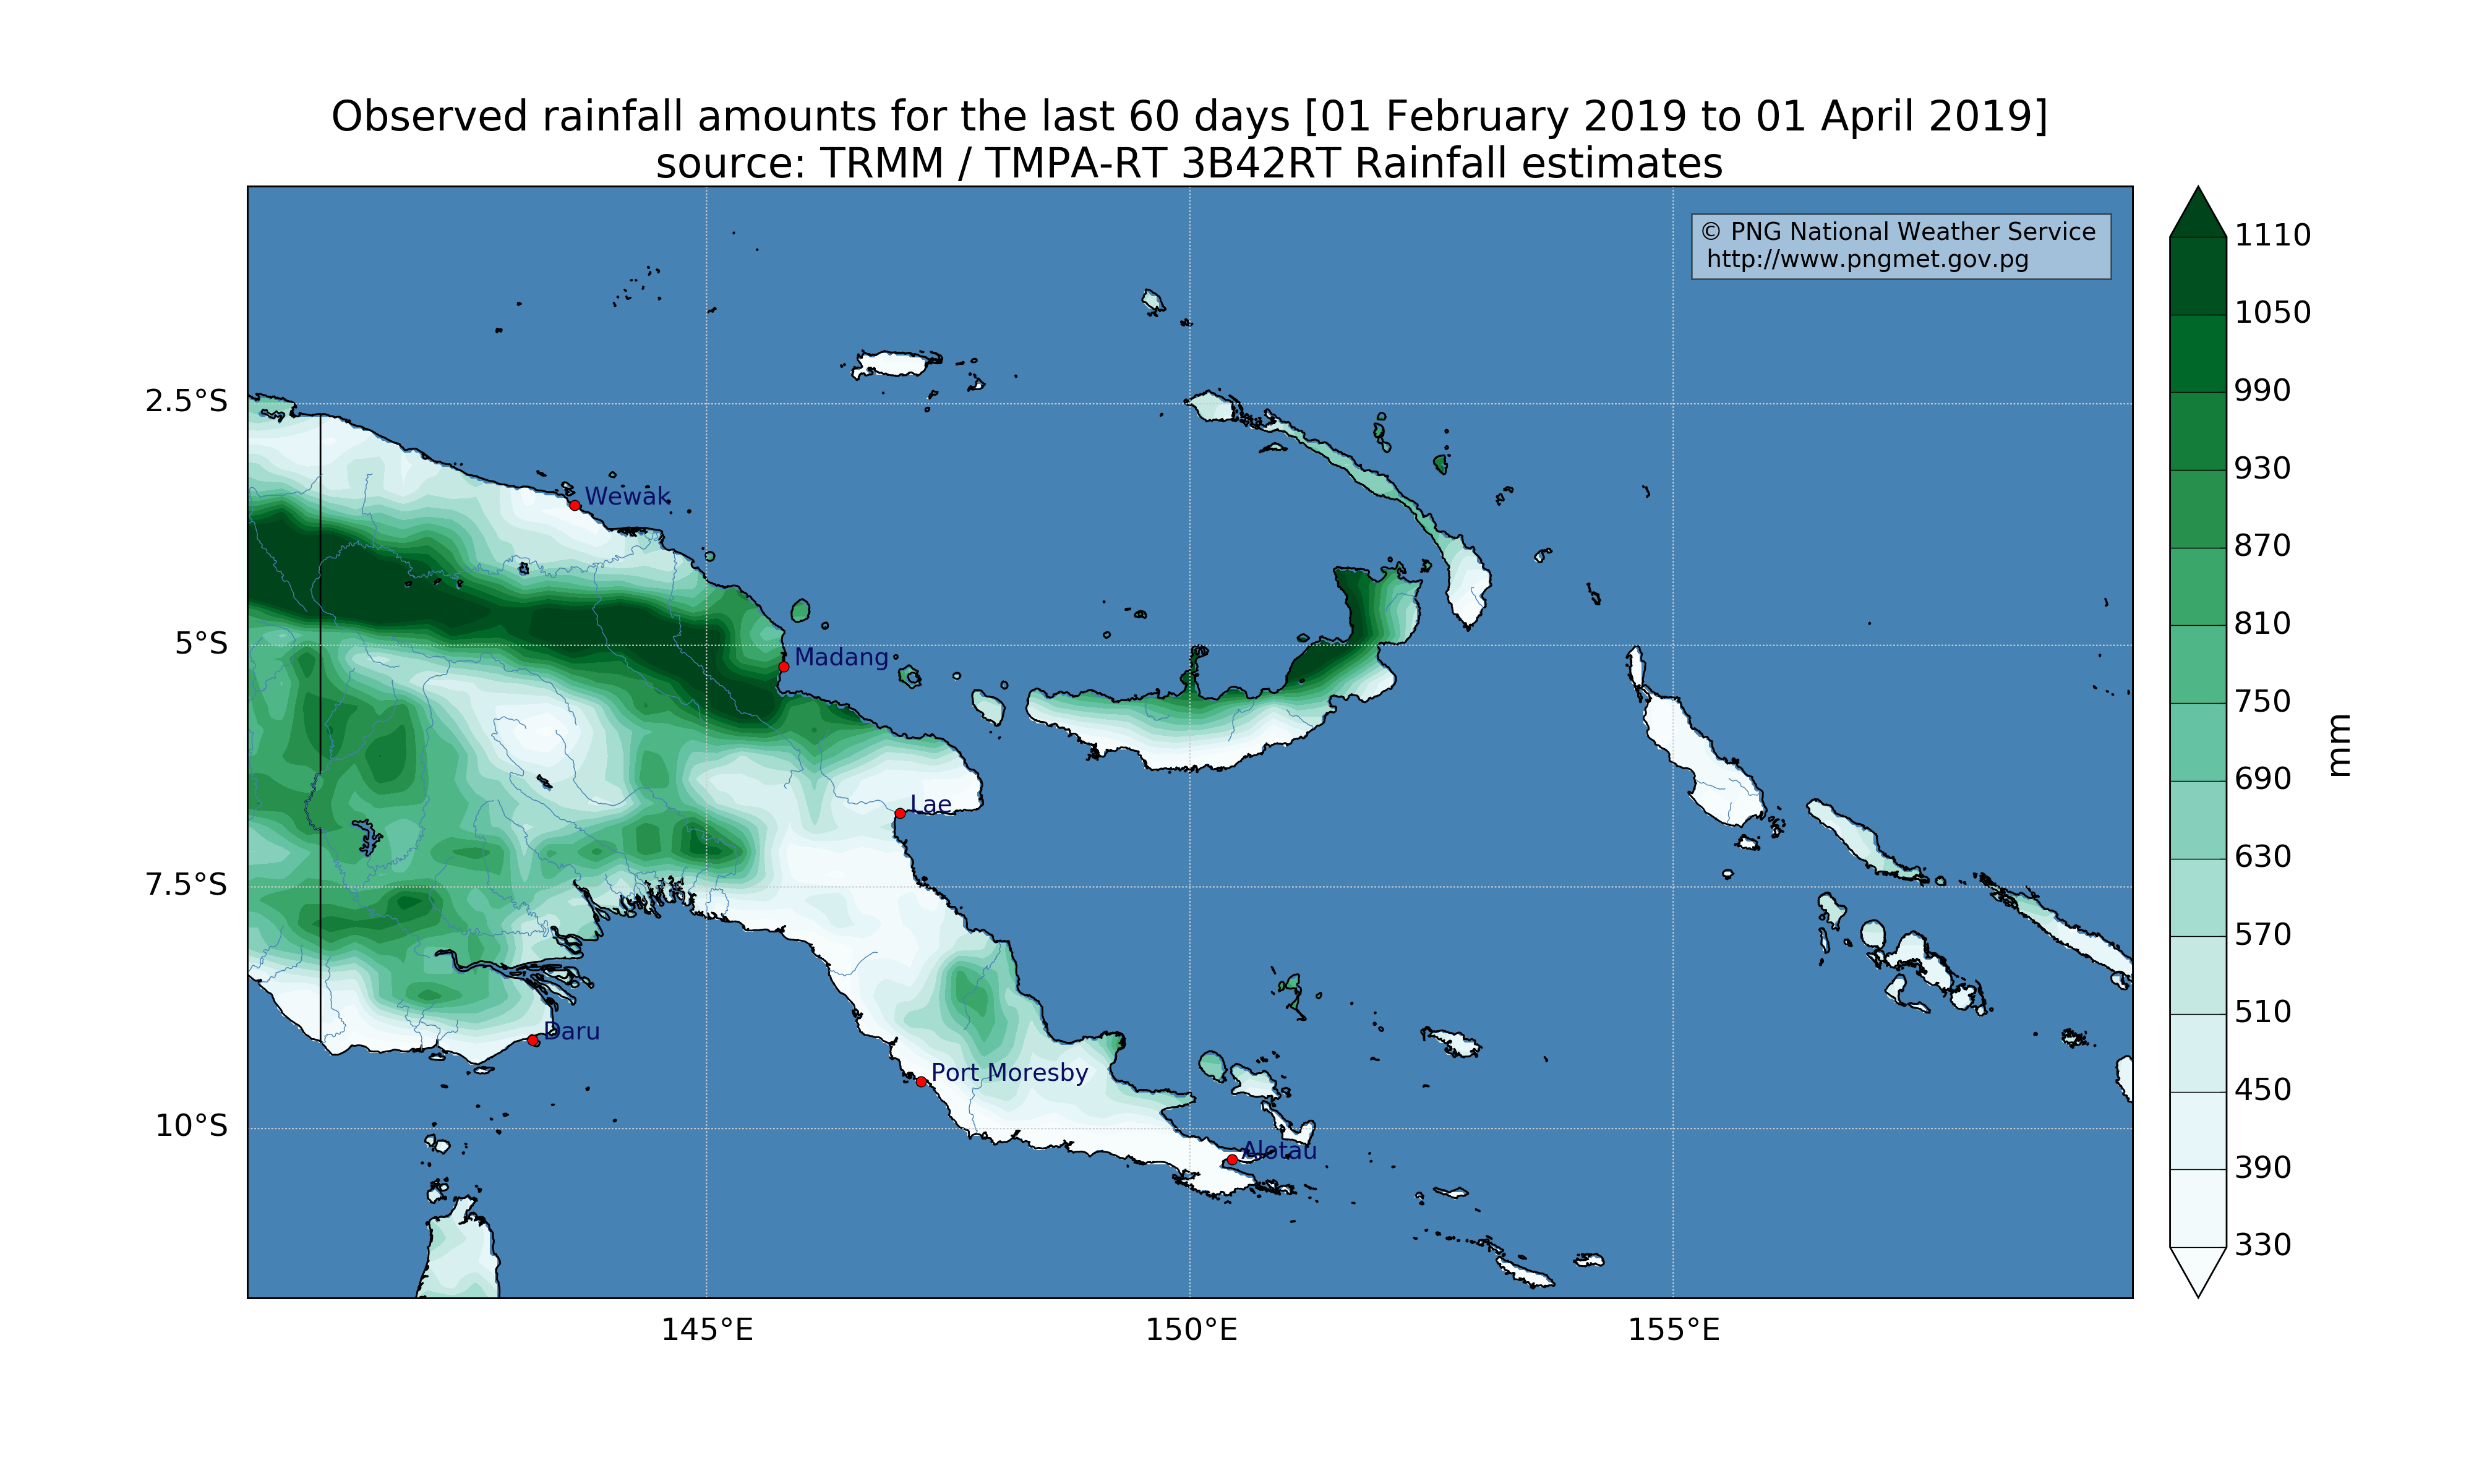 Observed rainfall amounts for the last 60 days [01 February 2019 to 01 April 2019]
source: TRMM / TMPA-RT 3B42RT Rainfall estimates
© PNG National Weather Service
http://www.pngmet.gov.pg
2.5°S
5°S
7.5°S
10°S
Wewak
Madang
Lae
Daru
Port Moresby
Alotau
145°E
150°E
155°E
1110
1050
990
930
870
810
750
690
630
570
510
450
390
330
mm